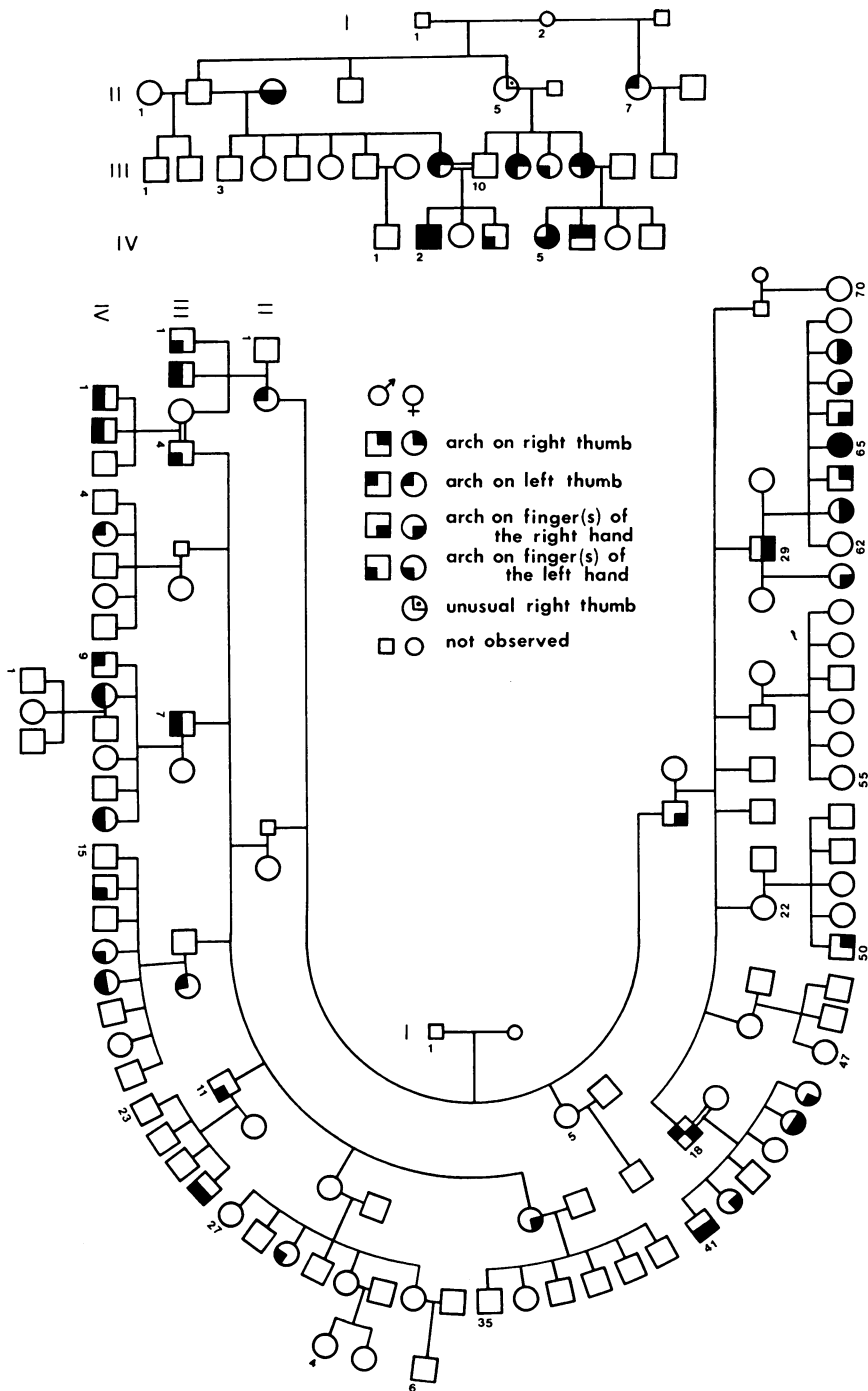 I
1
2
II
1
5
7
III
1
3
10
IV
1
2
5
IV
III
II
1
1
1
4
4
9
1
7
15
♂ ♀
arch on right thumb
arch on left thumb
arch on finger(s) of
the right hand
arch on finger(s) of
the left hand
unusual right thumb
not observed
70
65
62
29
55
22
50
47
I
1
5
18
11
23
27
41
35
4
6